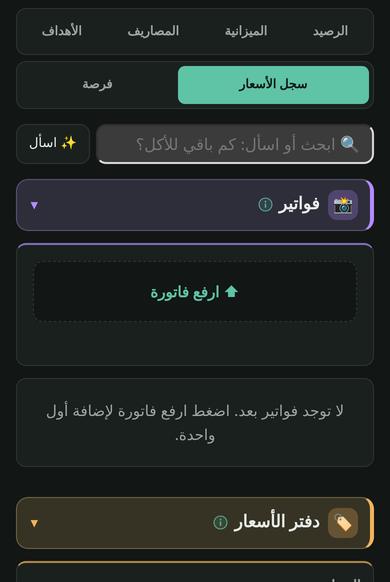 الرصيد الميزانية المصاريف الأهداف
سجل الأسعار فرصة
ابحث أو اسأل: كم باقي للأكل؟ اسأل
فواتير
ارفع فاتورة
لا توجد فواتير بعد. اضغط ارفع فاتورة لإضافة أول
واحدة.
دفتر الأسعار